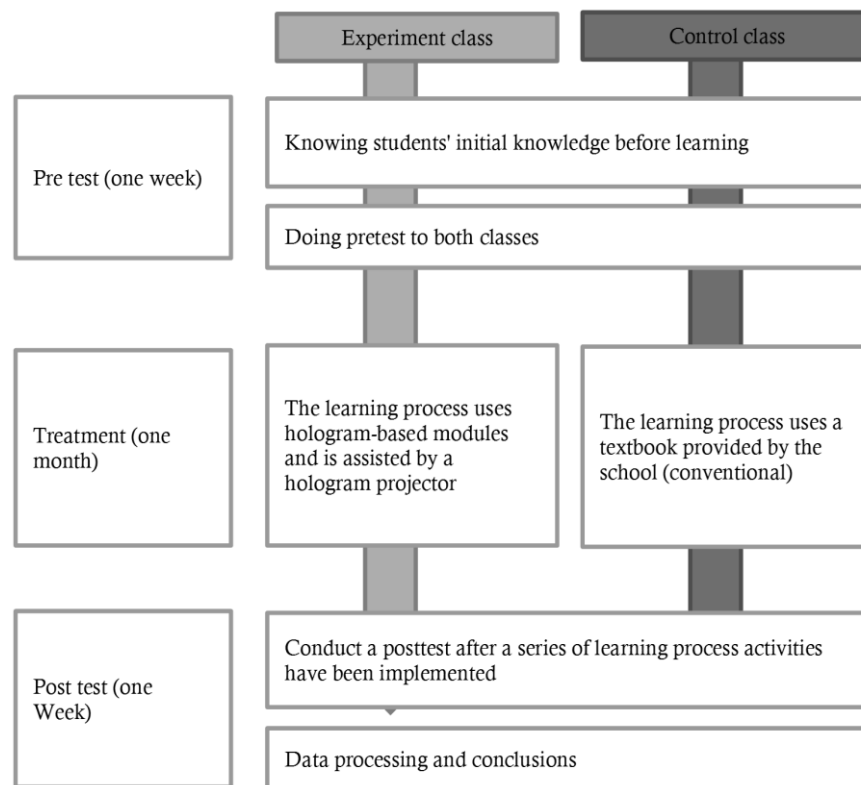 Experiment class
Control class
Pre test (one week)
Knowing students' initial knowledge before learning
Doing pretest to both classes
Treatment (one
month)
The learning process uses
hologram-based modules
and is assisted by a
hologram projector
The learning process uses a
textbook provided by the
school (conventional)
Post test (one
Week)
Conduct a posttest after a series of learning process activities
have been implemented
Data processing and conclusions